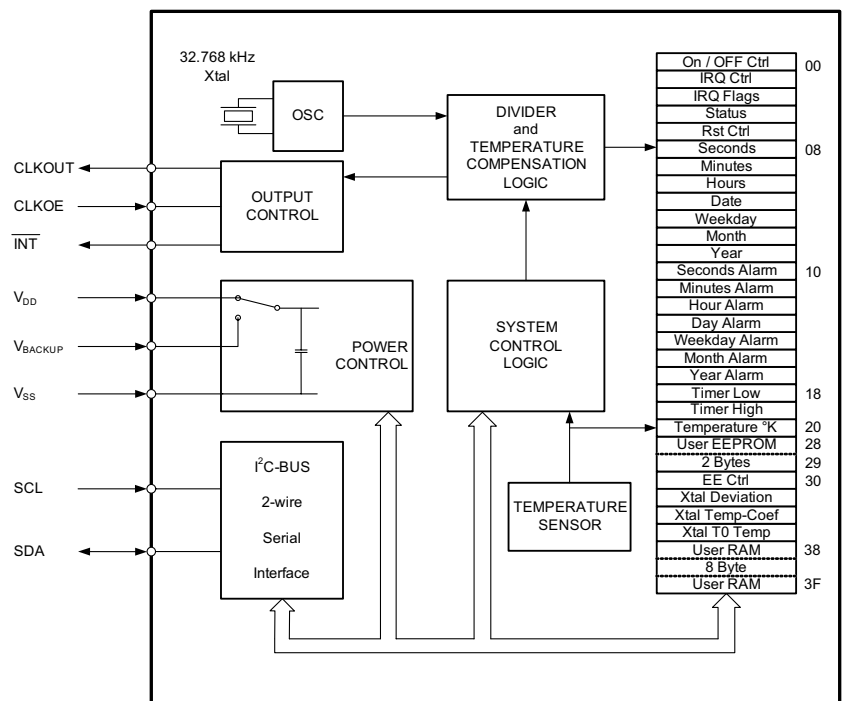 32.768 kHz
Xtal
OSC
DIVIDER
and
TEMPERATURE
COMPENSATION
LOGIC
CLKOUT
CLKOE
INT
OUTPUT
CONTROL
VDD
VBACKUP
VSS
POWER
CONTROL
SYSTEM
CONTROL
LOGIC
SCL
SDA
I²C-BUS
2-wire
Serial
Interface
TEMPERATURE
SENSOR
On / OFF Ctrl 00
IRQ Ctrl
IRQ Flags
Status
Rst Ctrl
Seconds 08
Minutes
Hours
Date
Weekday
Month
Year
Seconds Alarm 10
Minutes Alarm
Hour Alarm
Day Alarm
Weekday Alarm
Month Alarm
Year Alarm
Timer Low 18
Timer High
Temperature °K 20
User EEPROM 28
2 Bytes 29
EE Ctrl 30
Xtal Deviation
Xtal Temp-Coef
Xtal T0 Temp
User RAM 38
8 Byte
User RAM 3F